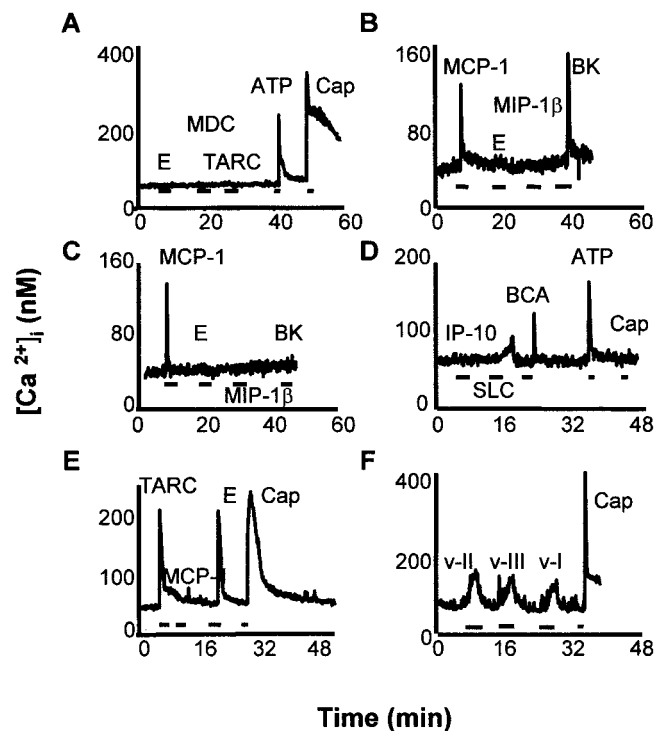 A
400
200
0
E
MDC
TARC
ATP
Cap
0 20 40 60
B
160
80
0
MCP-1
E
MIP-1β
BK
0 20 40 60
C
160
80
0
MCP-1
E
MIP-1β
BK
0 20 40 60
D
200
100
0
IP-10
SLC
BCA
ATP
Cap
0 16 32 48
E
200
100
0
TARC
MCP-
E
Cap
0 16 32 48
F
400
200
0
v-II
v-III
v-I
Cap
0 16 32 48
[Ca 2+]i (nM)
Time (min)